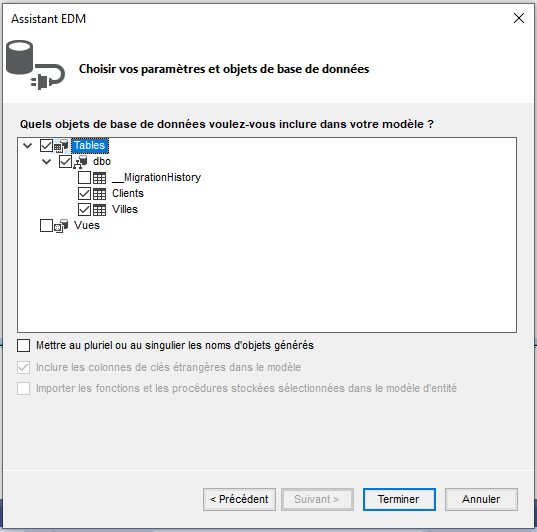 Assistant EDM
Choisir vos paramètres et objets de base de données
Quels objets de base de données voulez-vous inclure dans votre modèle ?
Tables
dbo
__MigrationHistory
Clients
Villes
Vues
Mettre au pluriel ou au singulier les noms d'objets générés
Inclure les colonnes de clés étrangères dans le modèle
Importer les fonctions et les procédures stockées sélectionnées dans le modèle d'entité
< Précédent Suivant > Terminer Annuler